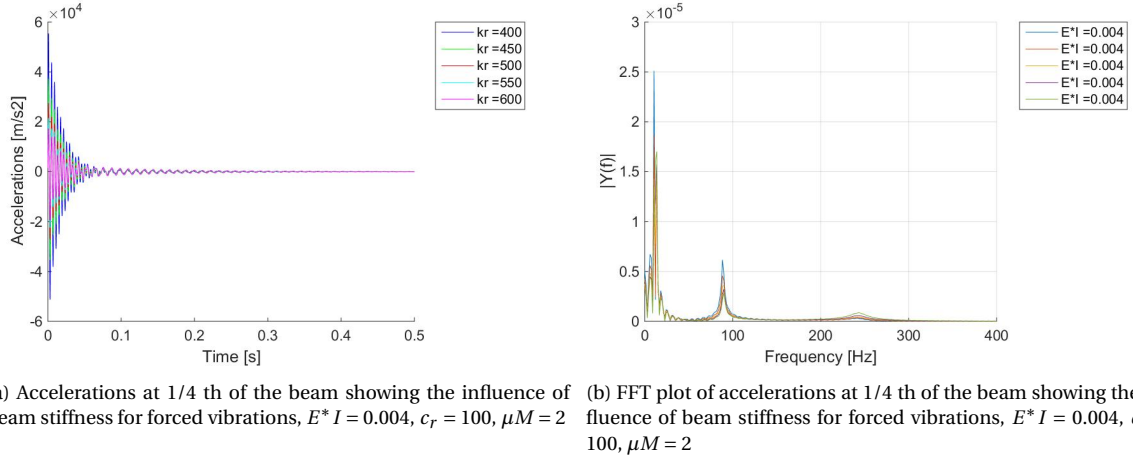 ×10^4
6
4
2
0
-2
-4
-6
Accelerations [m/s2]
0 0.1 0.2 0.3 0.4 0.5
Time [s]
kr =400
kr =450
kr =500
kr =550
kr =600
3 ×10^-5
2.5
2
1.5
1
0.5
0
|Y(f)|
0 100 200 300 400
Frequency [Hz]
E*I =0.004
E*I =0.004
E*I =0.004
E*I =0.004
E*I =0.004
) Accelerations at 1/4 th of the beam showing the influence of
eam stiffness for forced vibrations, E* I = 0.004, c_r = 100, μM = 2
(b) FFT plot of accelerations at 1/4 th of the beam showing the
fluence of beam stiffness for forced vibrations, E* I = 0.004,
100, μM = 2